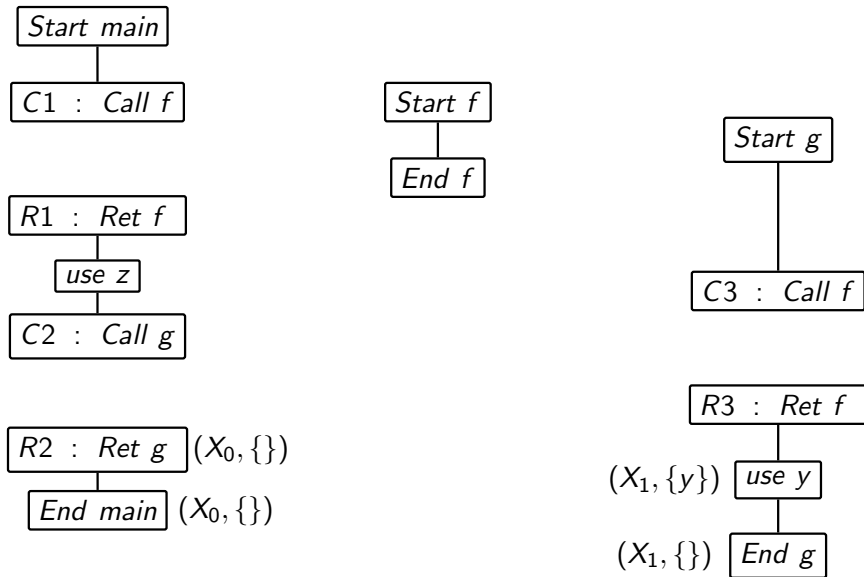 Start main
C1 : Call f
R1 : Ret f
use z
C2 : Call g
R2 : Ret g (X₀, {})
End main (X₀, {})
Start f
End f
Start g
C3 : Call f
R3 : Ret f
(X₁, {y}) use y
(X₁, {}) End g